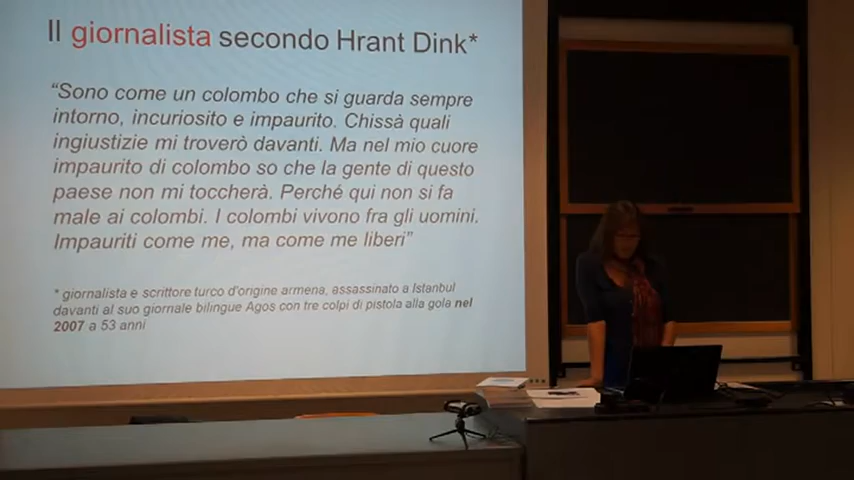 Il giornalista secondo Hrant Dink*
“Sono come un colombo che si guarda sempre
intorno, incuriosito e impaurito. Chissà quali
ingiustizie mi troverò davanti. Ma nel mio cuore
impaurito di colombo so che la gente di questo
paese non mi toccherà. Perché qui non si fa
male ai colombi. I colombi vivono fra gli uomini.
Impauriti come me, ma come me liberi”
* giornalista e scrittore turco d'origine armena, assassinato a Istanbul
davanti al suo giornale bilingue Agos con tre colpi di pistola alla gola nel
2007 a 53 anni